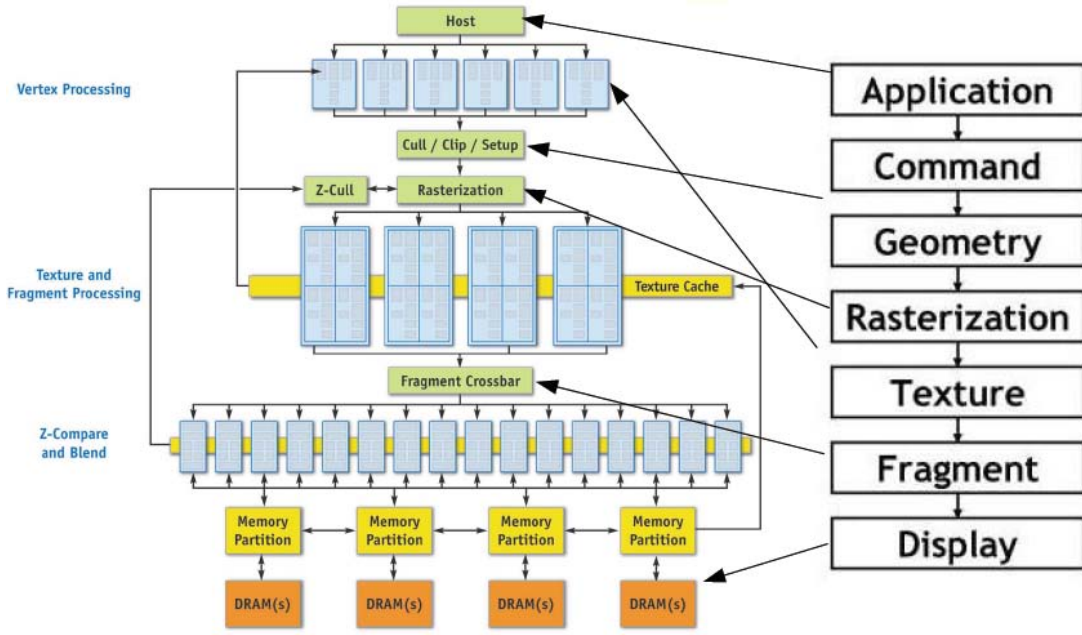 Host
Vertex Processing
Cull / Clip / Setup
Z-Cull
Rasterization
Texture and
Fragment Processing
Texture Cache
Fragment Crossbar
Z-Compare
and Blend
Memory
Partition
Memory
Partition
Memory
Partition
Memory
Partition
DRAM(s)
DRAM(s)
DRAM(s)
DRAM(s)
Application
Command
Geometry
Rasterization
Texture
Fragment
Display